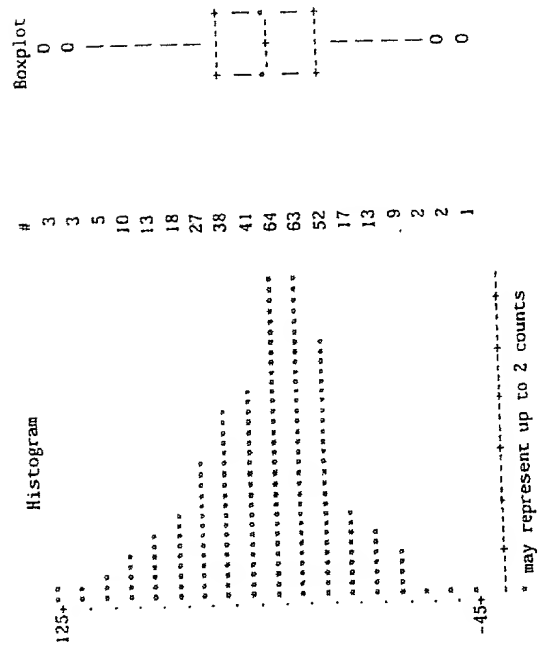 Histogram # Boxplot
125+** 3 0
.** 3 0
.*** 5 |
.***** 10 |
.******* 13 |
.********* 18 |
.************** 27 |
.******************* 38 +-----+
.********************* 41 | |
.******************************** 64 *--+--*
.******************************** 63 | |
.************************** 52 +-----+
.********* 17 |
.******* 13 |
.***** 9 |
.* 2 |
.* 2 0
-45+* 1 0
----+----+----+----+----+----+--
* may represent up to 2 counts